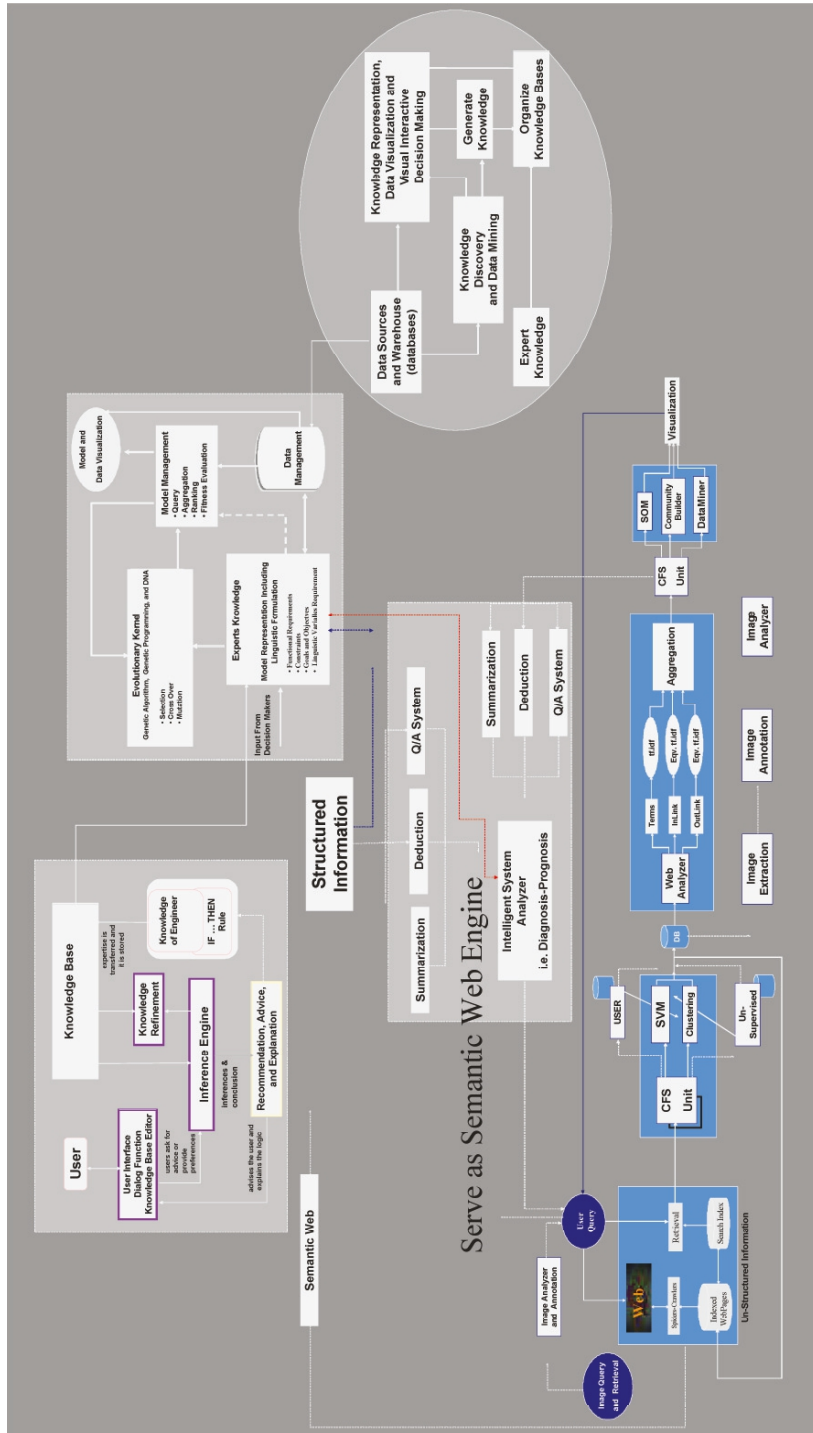 User
User Interface
Dialog Function
Knowledge Base Editor
Knowledge Base
expertise is
transferred and
it is stored
Knowledge
Refinement
Knowledge
of Engineer
IF ... THEN
Rule
users ask for
advice or
provide
preferences
Inference Engine
Inferences &
conclusion
advises the user and
explains the logic
Recommendation, Advice,
and Explanation
Evolutionary Kernd
Genetic Algorithm, Genetic Programming, and DNA
• Selection
• Cross Over
• Mutztion
Model and
Data Visualization
Model Management
• Query
• Aggregation
• Ranking
• Fitness Evaluation
Experts Krowledge
Model Represertztion Including
Linguistic Formulation
• Functional Requirements
• Constraints
• Goals and Objectves
• Linguistic Variables Requirement
Data
Management
Input From
Decision Makers
Data Sources
and Warehouse
(databases)
Knowledge Representation,
Data Visualization and
Visual Interactive
Decision Making
Knowledge
Discovery
and Data Mining
Generate
Knowledge
Expert
Knowledge
Organize
Knowledge Bases
Semantic Web
Structured
Information
Summarization
Deduction
Q/A System
Serve as Semantic Web Engine
Intelligent System
Analyzer
i.e. Diagnosis-Prognosis
Summarization
Deduction
Q/A System
Image Query
and Retrieval
Image Analyzer
and Annotation
User
Query
Web
Retrieval
Spiders-Crawlers
Indexed
WebPages
Seauch Index
Un-Structured Information
CFS
Unit
USER
SVM
Clustering
Un-
Supervised
DB
Web
Analyzer
Terms
InLink
OutLink
tf.idf
Eqv. tf.idf
Eqv. tf.idf
Aggregation
CFS
Unit
SOM
Community
Builder
DataMiner
Visualization
Image
Extraction
Image
Annotation
Image
Analyzer